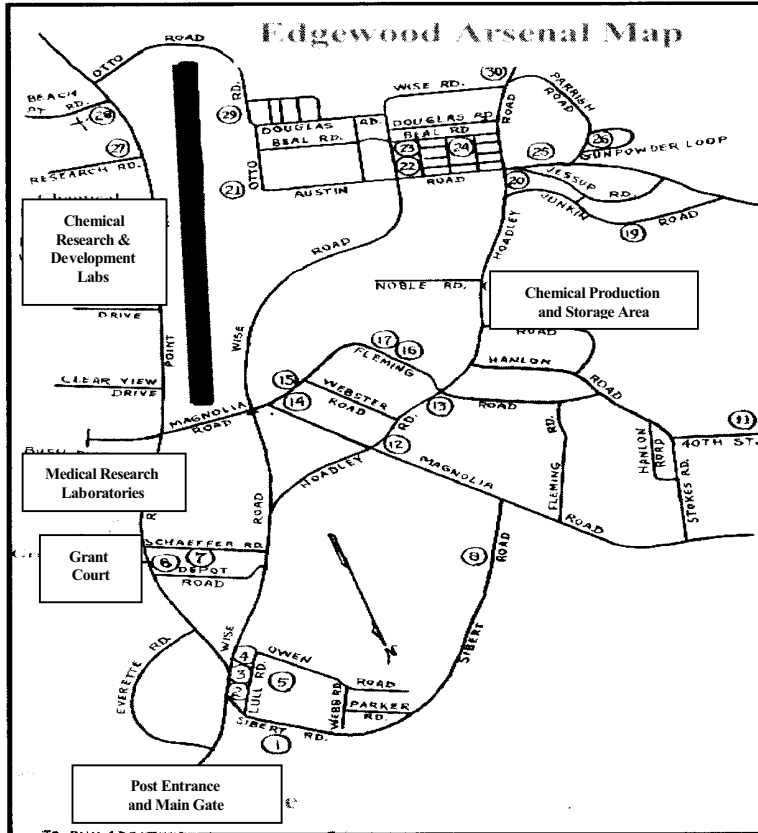 Edgewood Arsenal Map
OTTO ROAD
BEACH
PT RD.
28
27
RESEARCH RD.
29
RD.
OTTO
21
WISE RD.
30
ROAD
PARRISH
ROAD
DOUGLAS RD.
BEAL RD.
DOUGLAS RD
BEAL RD
23
24
22
25
26
GUNPOWDER LOOP
AUSTIN ROAD
20
JESSUP RD.
JUNKIN ROAD
19
HOADLEY
Chemical
Research &
Development
Labs
ROAD
NOBLE RD.
Chemical Production
and Storage Area
DRIVE
POINT
WISE
17
16
FLEMING
ROAD
HANLON
ROAD
CLEAR VIEW
DRIVE
15
14
WEBSTER
ROAD
RD.
13
ROAD
MAGNOLIA
ROAD
12
HOADLEY
MAGNOLIA
ROAD
FLEMING RD.
HANLON
ROAD
STOKES RD.
11
40TH ST.
Medical Research
Laboratories
ROAD
SCHAEFFER RD.
Grant
Court
6
7
DEPOT
ROAD
8
ROAD
SIBERT
N
EVERETTE RD.
WISE
4
3
2
OWEN
ROAD
LULL RD.
5
WEBB RD.
PARKER
RD.
SIBERT RD.
1
Post Entrance
and Main Gate
e